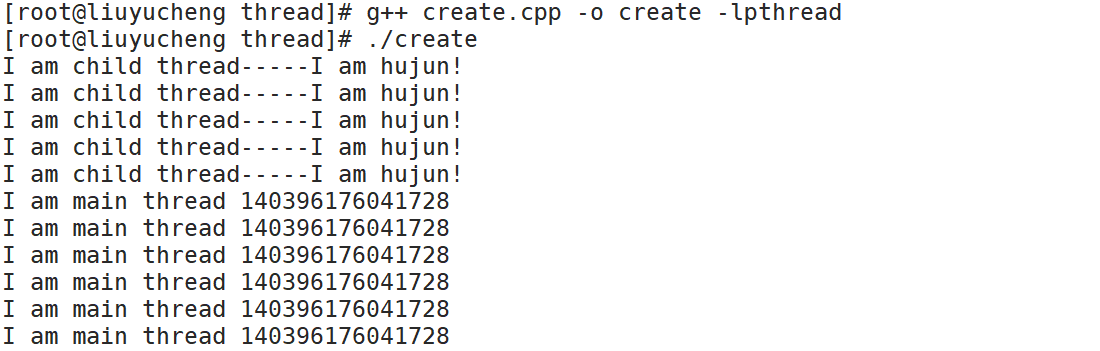 [root@liuyucheng thread]# g++ create.cpp -o create -lpthread
[root@liuyucheng thread]# ./create
I am child thread-----I am hujun!
I am child thread-----I am hujun!
I am child thread-----I am hujun!
I am child thread-----I am hujun!
I am child thread-----I am hujun!
I am main thread 140396176041728
I am main thread 140396176041728
I am main thread 140396176041728
I am main thread 140396176041728
I am main thread 140396176041728
I am main thread 140396176041728